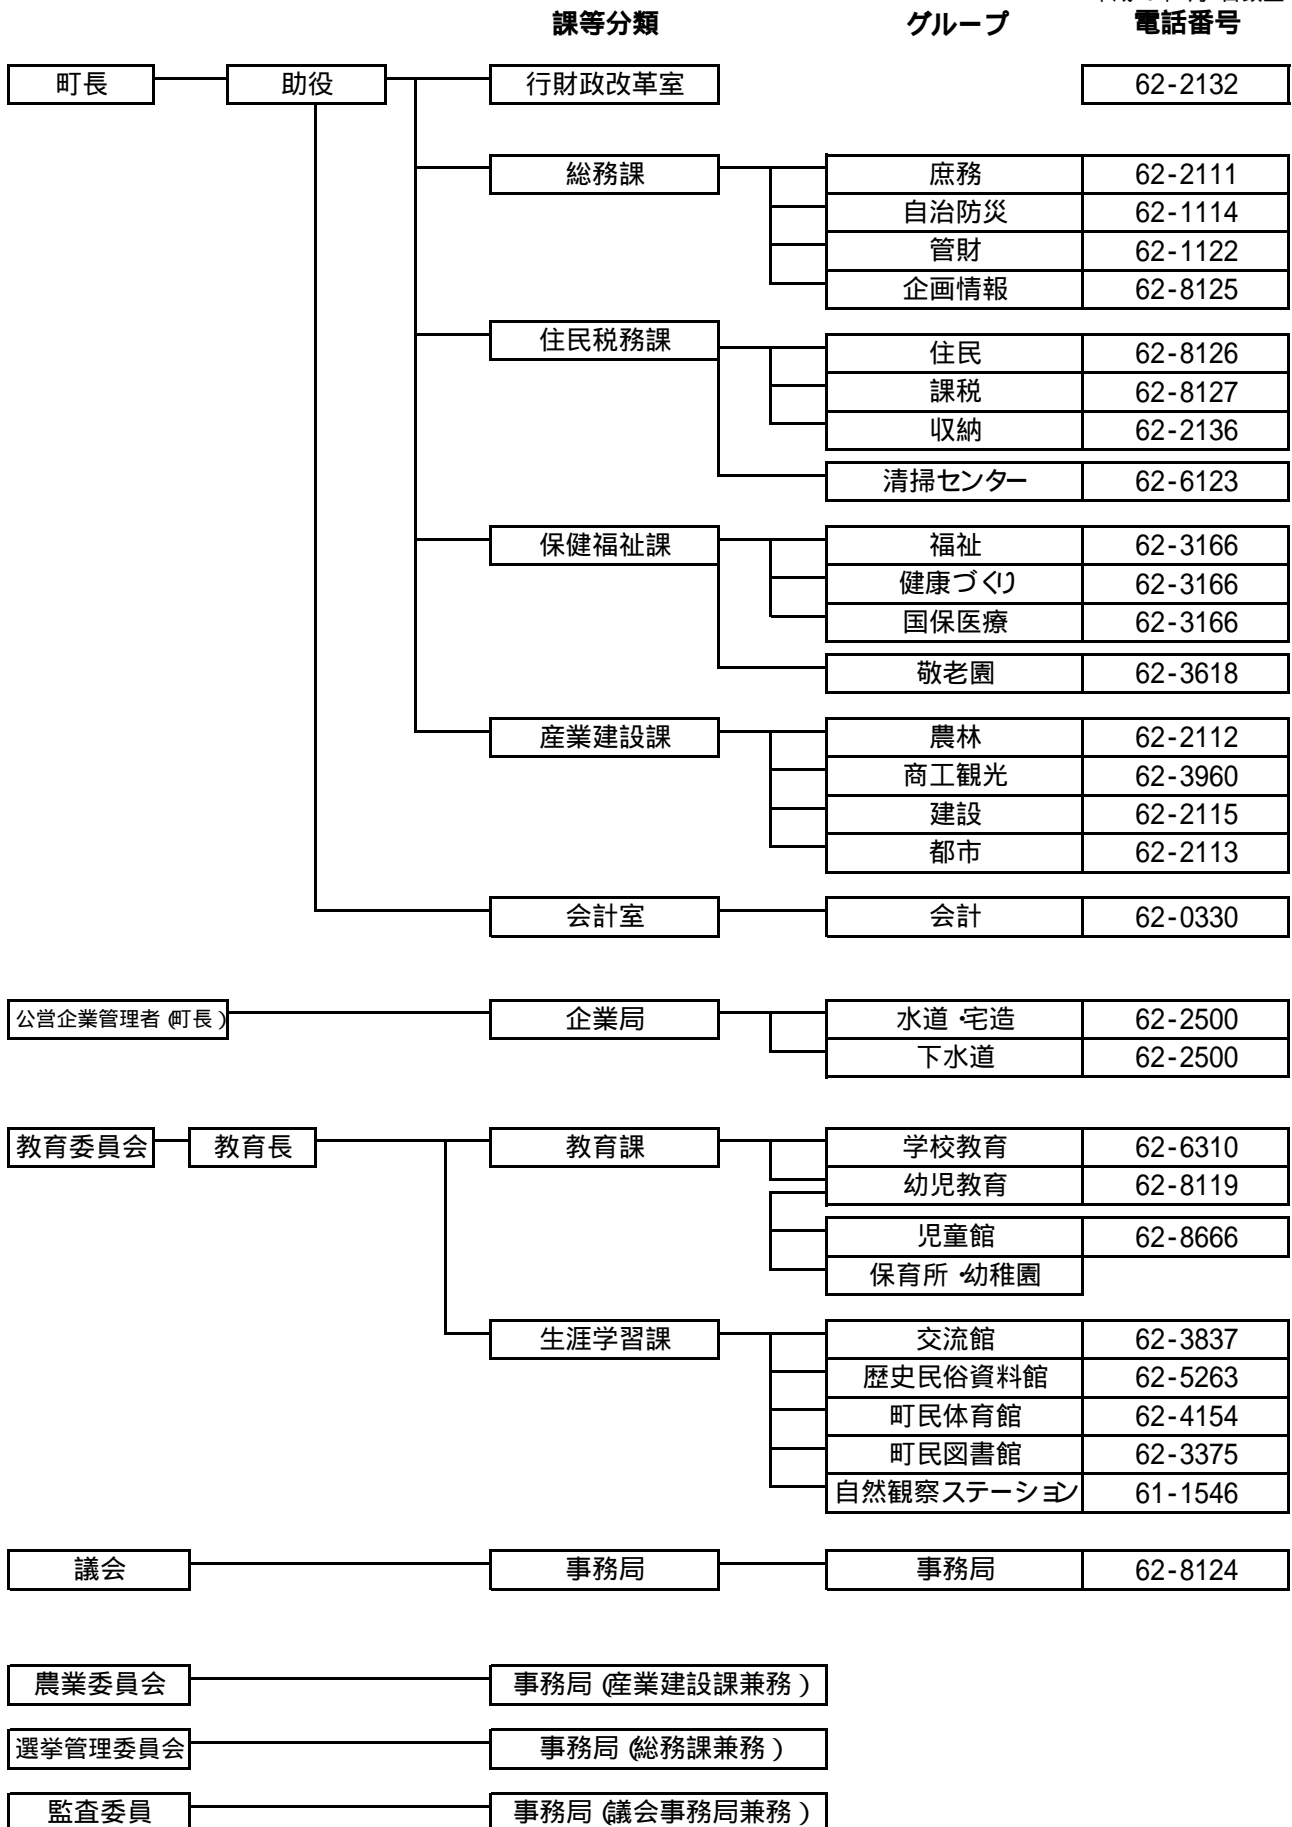 課等分類 グループ 電話番号
町長 助役 行財政改革室 62-2132
総務課 庶務 62-2111
自治防災 62-1114
管財 62-1122
企画情報 62-8125
住民税務課 住民 62-8126
課税 62-8127
収納 62-2136
清掃センター 62-6123
保健福祉課 福祉 62-3166
健康づくり 62-3166
国保医療 62-3166
敬老園 62-3618
産業建設課 農林 62-2112
商工観光 62-3960
建設 62-2115
都市 62-2113
会計室 会計 62-0330
公営企業管理者(町長) 企業局 水道・宅造 62-2500
下水道 62-2500
教育委員会 教育長 教育課 学校教育 62-6310
幼児教育 62-8119
児童館 62-8666
保育所・幼稚園
生涯学習課 交流館 62-3837
歴史民俗資料館 62-5263
町民体育館 62-4154
町民図書館 62-3375
自然観察ステーション 61-1546
議会 事務局 事務局 62-8124
農業委員会 事務局(産業建設課兼務)
選挙管理委員会 事務局(総務課兼務)
監査委員 事務局(議会事務局兼務)